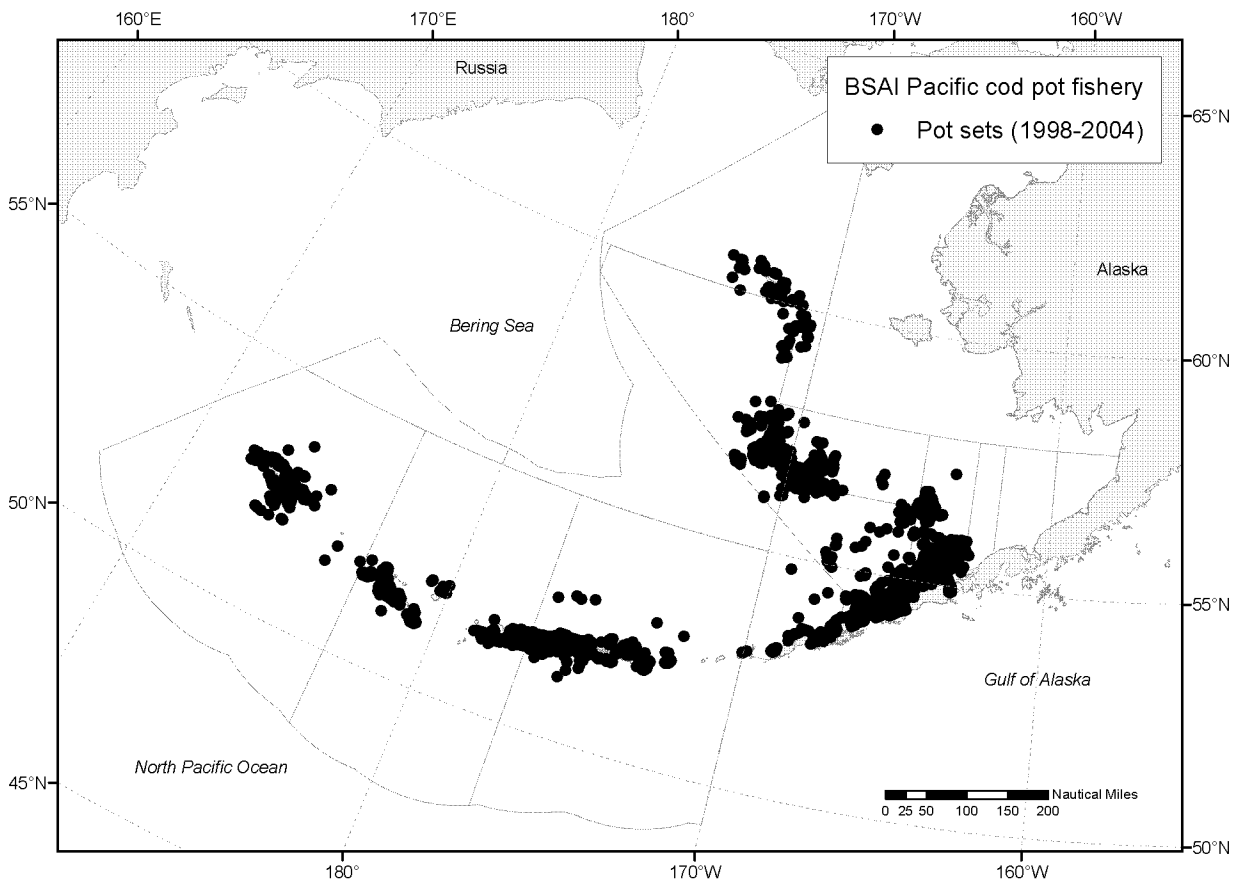 160°E 170°E 180° 170°W 160°W
Russia
BSAI Pacific cod pot fishery
Pot sets (1998-2004)
65°N
55°N
Alaska
Bering Sea
60°N
50°N
55°N
Gulf of Alaska
North Pacific Ocean
45°N
Nautical Miles
0 25 50 100 150 200
50°N
180° 170°W 160°W